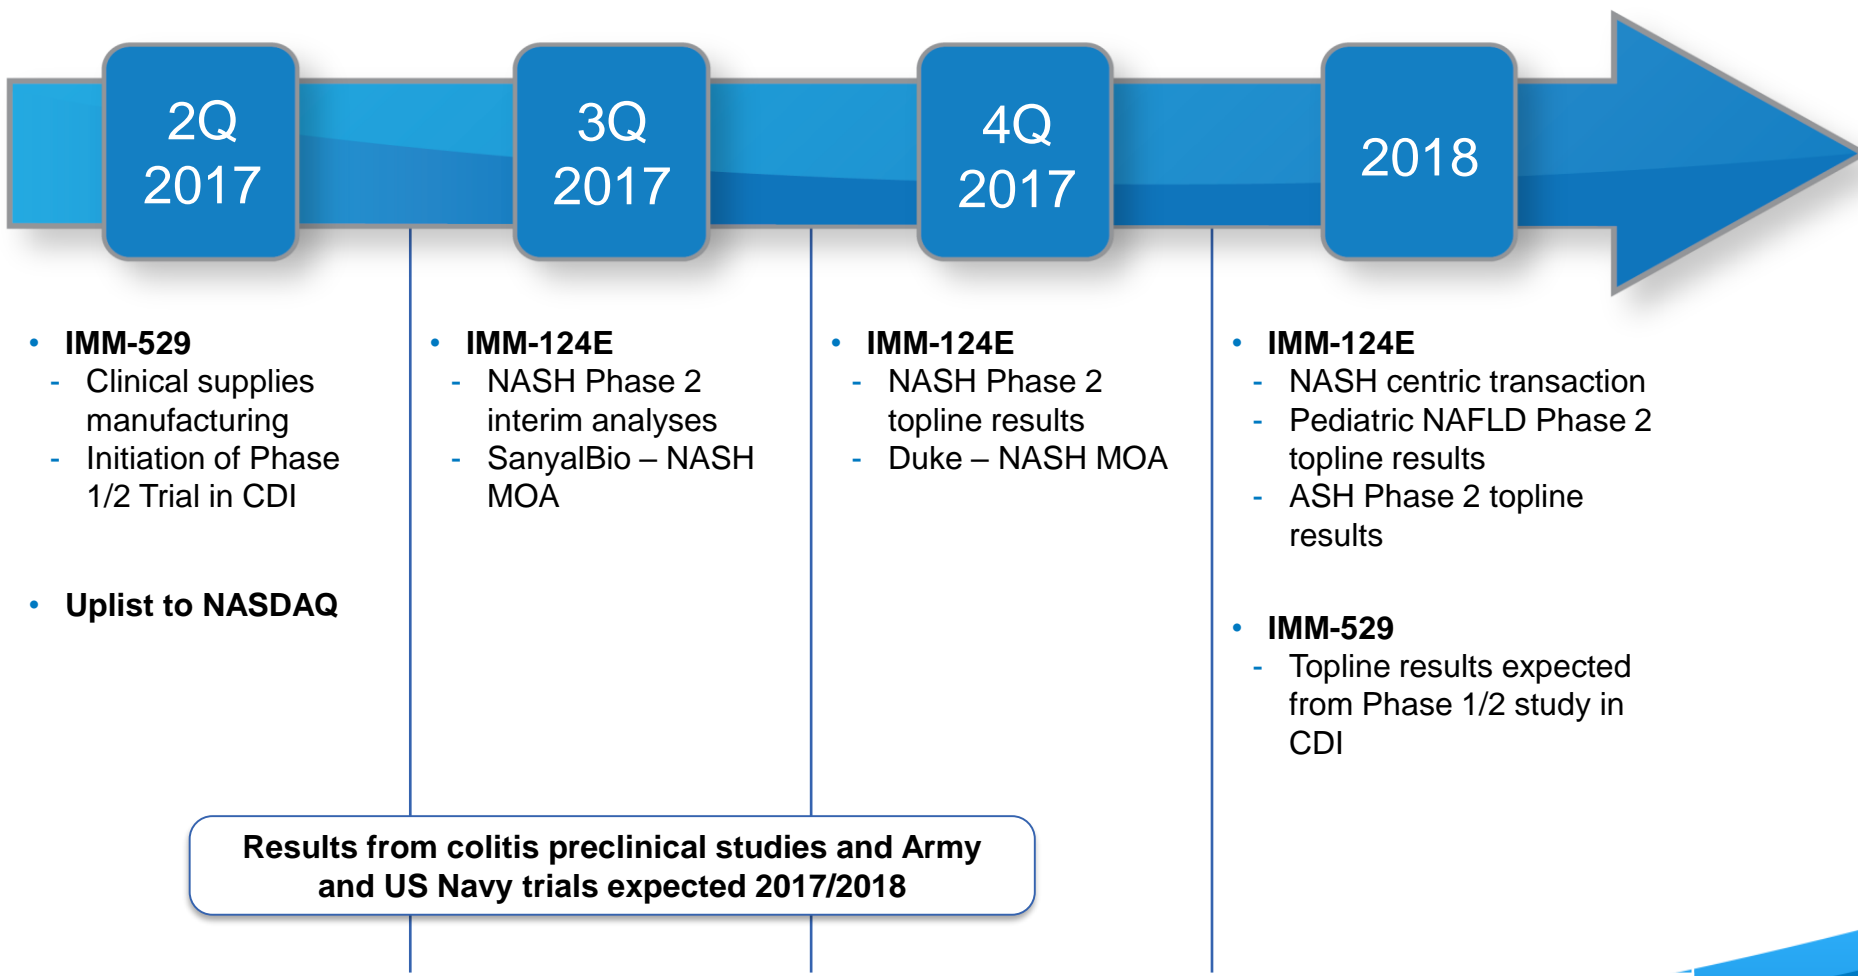 2Q
2017
3Q
2017
4Q
2017
2018
• IMM-529
- Clinical supplies
manufacturing
- Initiation of Phase
1/2 Trial in CDI
• Uplist to NASDAQ
• IMM-124E
- NASH Phase 2
interim analyses
- SanyalBio – NASH
MOA
• IMM-124E
- NASH Phase 2
topline results
- Duke – NASH MOA
• IMM-124E
- NASH centric transaction
- Pediatric NAFLD Phase 2
topline results
- ASH Phase 2 topline
results
• IMM-529
- Topline results expected
from Phase 1/2 study in
CDI
Results from colitis preclinical studies and Army
and US Navy trials expected 2017/2018